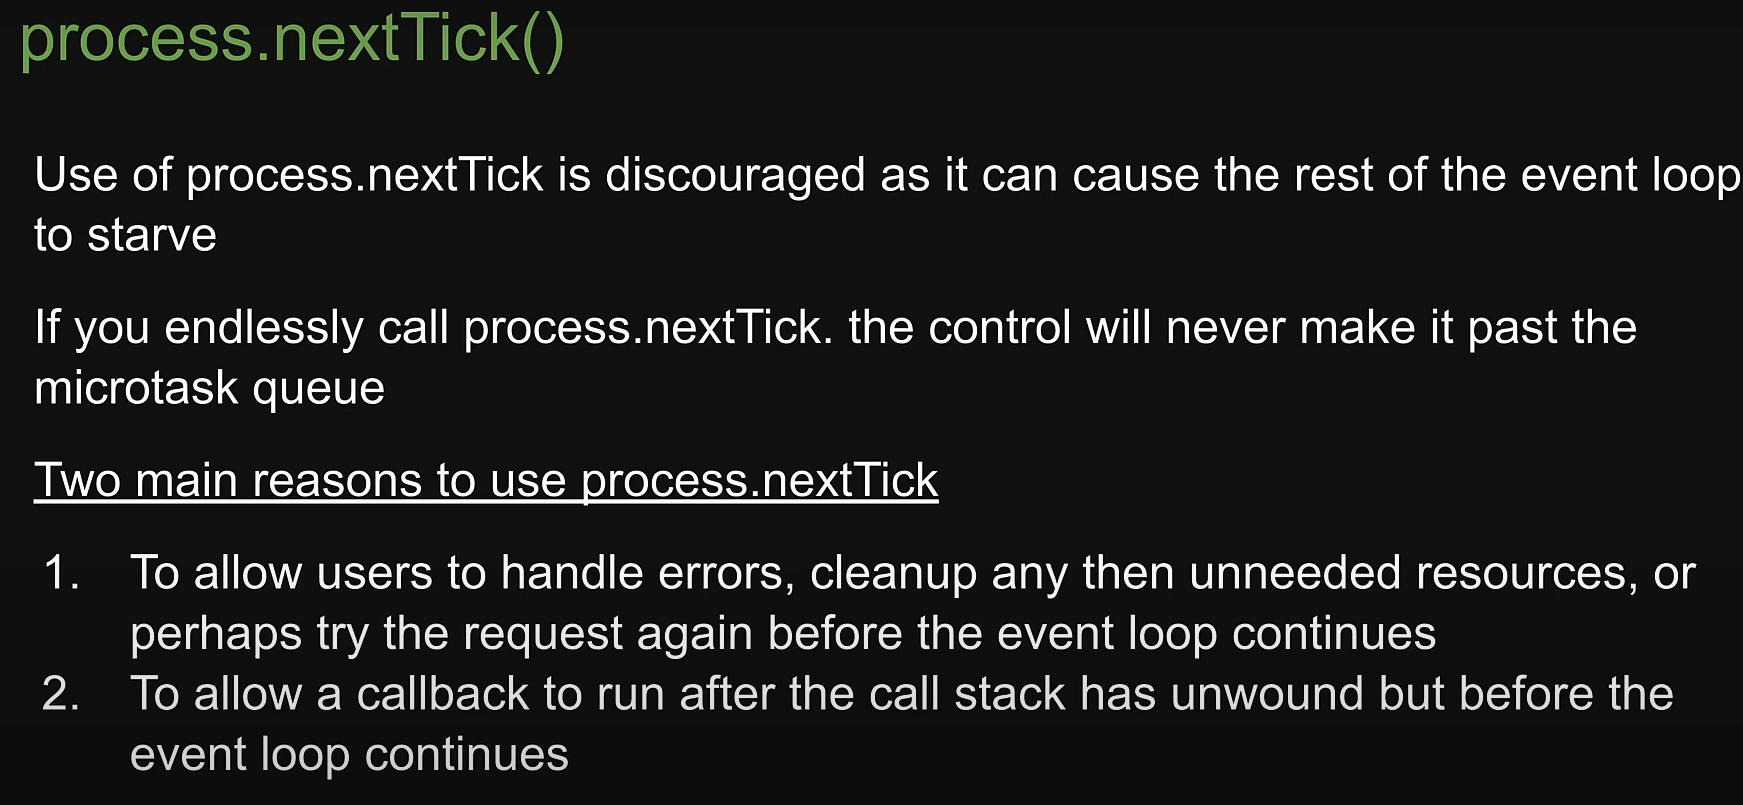 process.nextTick()
Use of process.nextTick is discouraged as it can cause the rest of the event loop
to starve
If you endlessly call process.nextTick. the control will never make it past the
microtask queue
Two main reasons to use process.nextTick
1. To allow users to handle errors, cleanup any then unneeded resources, or
perhaps try the request again before the event loop continues
2. To allow a callback to run after the call stack has unwound but before the
event loop continues